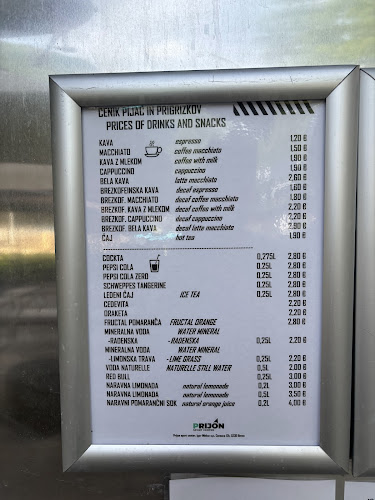 CENIK PIJAČ IN PRIGRIZKOV
PRICES OF DRINKS AND SNACKS
KAVA espresso 1,20 €
MACCHIATO coffee macchiato 1,50 €
KAVA Z MLEKOM coffee with milk 1,90 €
CAPPUCCINO cappuccino 1,90 €
BELA KAVA latte macchiato 2,60 €
BREZKOFEINSKA KAVA decaf espresso 1,60 €
BREZKOF. MACCHIATO decaf coffee macchiato 1,80 €
BREZKOF. KAVA Z MLEKOM decaf coffee with milk 2,20 €
BREZKOF. CAPPUCCINO decaf cappuccino 2,20 €
BREZKOF. BELA KAVA decaf latte macchiato 2,90 €
ČAJ hot tea 1,90 €
COCKTA 0,275L 2.80 €
PEPSI COLA 0,25L 2.80 €
PEPSI COLA ZERO 0,25L 2.80 €
SCHWEPPES TANGERINE 0,25L 2.80 €
LEDENI ČAJ ICE TEA 0,25L 2.80 €
CEDEVITA 2.20 €
ORAKETA 2.20 €
FRUCTAL POMARANČA FRUCTAL ORANGE 2.80 €
MINERALNA VODA WATER MINERAL
-RADENSKA -RADENSKA 0,25L 2.20 €
MINERALNA VODA WATER MINERAL
-LIMONSKA TRAVA - LIME GRASS 0,25L 2.20 €
VODA NATURELLE NATURELLE STILL WATER 0,5L 2.00 €
RED BULL 0,25L 3.00 €
NARAVNA LIMONADA natural lemonade 0,2L 3,00 €
NARAVNA LIMONADA natural lemonade 0,5L 3,50 €
NARAVNI POMARANČNI SOK natural orange juice 0,2L 4,00 €
PRIJON